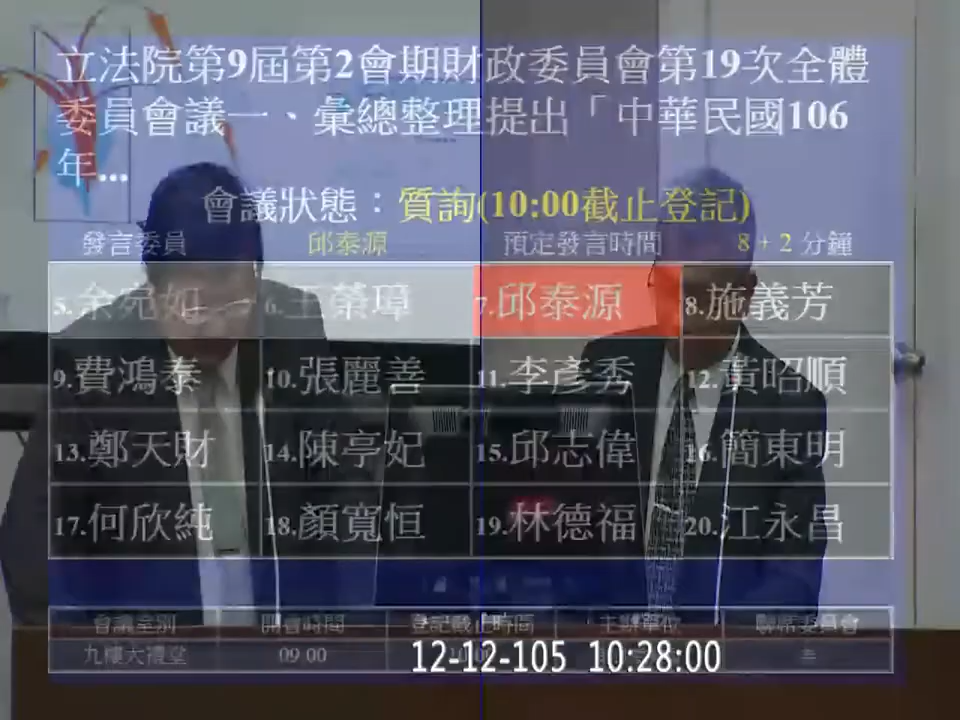 立法院第9屆第2會期財政委員會第19次全體
委員會議一、彙總整理提出「中華民國106
年...
會議狀態：質詢(10:00截止登記)
發言委員 邱泰源 預定發言時間 8 + 2 分鐘
5.余宛如 6.王榮璋 7.邱泰源 8.施義芳
9.費鴻泰 10.張麗善 11.李彥秀 12.黃昭順
13.鄭天財 14.陳亭妃 15.邱志偉 16.簡東明
17.何欣純 18.顏寬恒 19.林德福 20.江永昌
會議室別 開會時間 登記截止時間 主辦單位 聯席委員會
九樓大禮堂 09:00
12-12-105 10:28:00